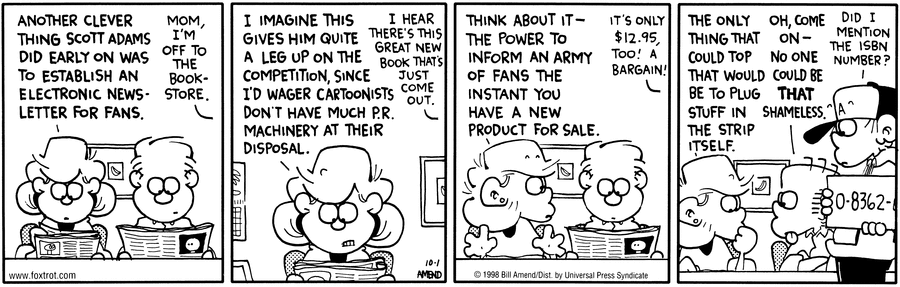 ANOTHER CLEVER
THING SCOTT ADAMS
DID EARLY ON WAS
TO ESTABLISH AN
ELECTRONIC NEWS-
LETTER FOR FANS.
MOM,
I'M
OFF TO
THE
BOOK-
STORE.
www.foxtrot.com
I IMAGINE THIS
GIVES HIM QUITE
A LEG UP ON THE
COMPETITION, SINCE
I'D WAGER CARTOONISTS
DON'T HAVE MUCH P.R.
MACHINERY AT THEIR
DISPOSAL.
I HEAR
THERE'S THIS
GREAT NEW
BOOK THAT'S
JUST
COME
OUT.
10-1
AMEND
THINK ABOUT IT—
THE POWER TO
INFORM AN ARMY
OF FANS THE
INSTANT YOU
HAVE A NEW
PRODUCT FOR SALE.
IT'S ONLY
$12.95,
TOO! A
BARGAIN!
© 1998 Bill Amend/Dist. by Universal Press Syndicate
THE ONLY
THING THAT
COULD TOP
THAT WOULD
BE TO PLUG
STUFF IN
THE STRIP
ITSELF.
OH, COME
ON—
NO ONE
COULD BE
THAT
SHAMELESS.
DID I
MENTION
THE ISBN
NUMBER?
A
0-8362-